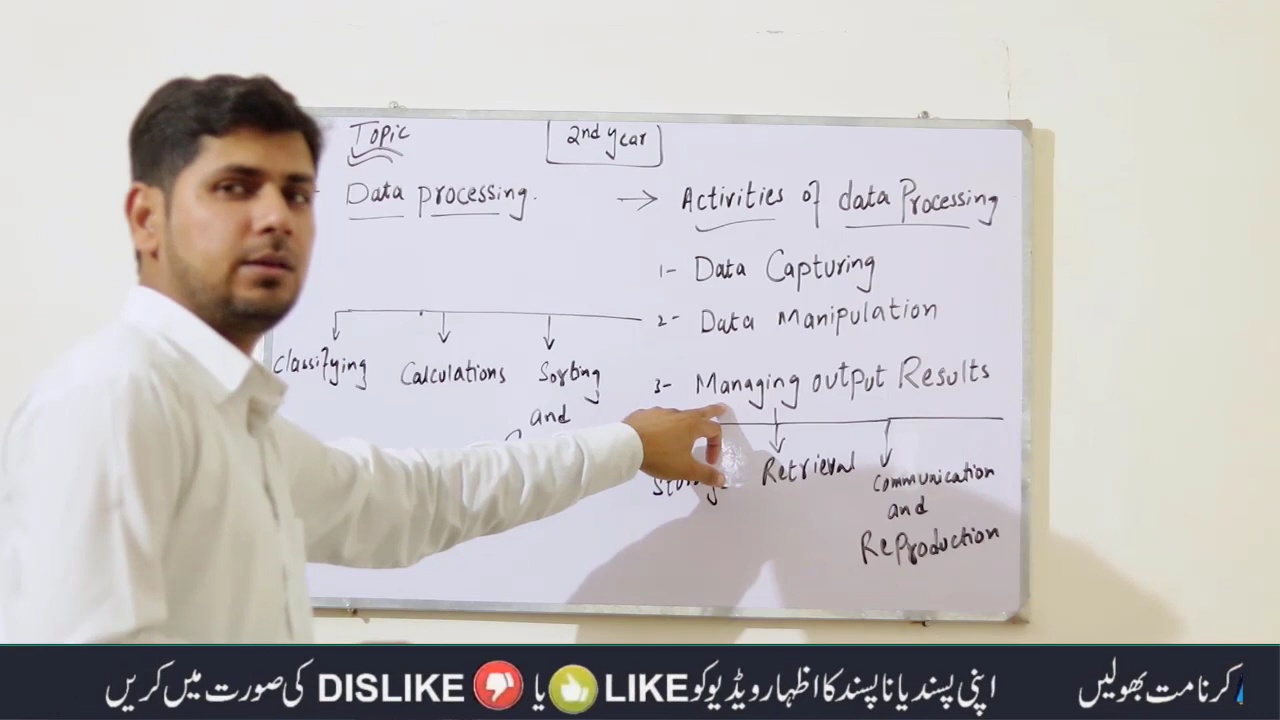 Topic
2nd year
Data processing.
→ Activities of data Processing
1- Data Capturing
2- Data Manipulation
Classifying
Calculations
Sorting
and
3- Managing output Results
Retrieval
Communication
and
ReProduction
اپنی پسند یا ناپسند کا اظہار ویڈیو کو LIKE یا DISLIKE کی صورت میں کریں
کرنا مت بھولیں